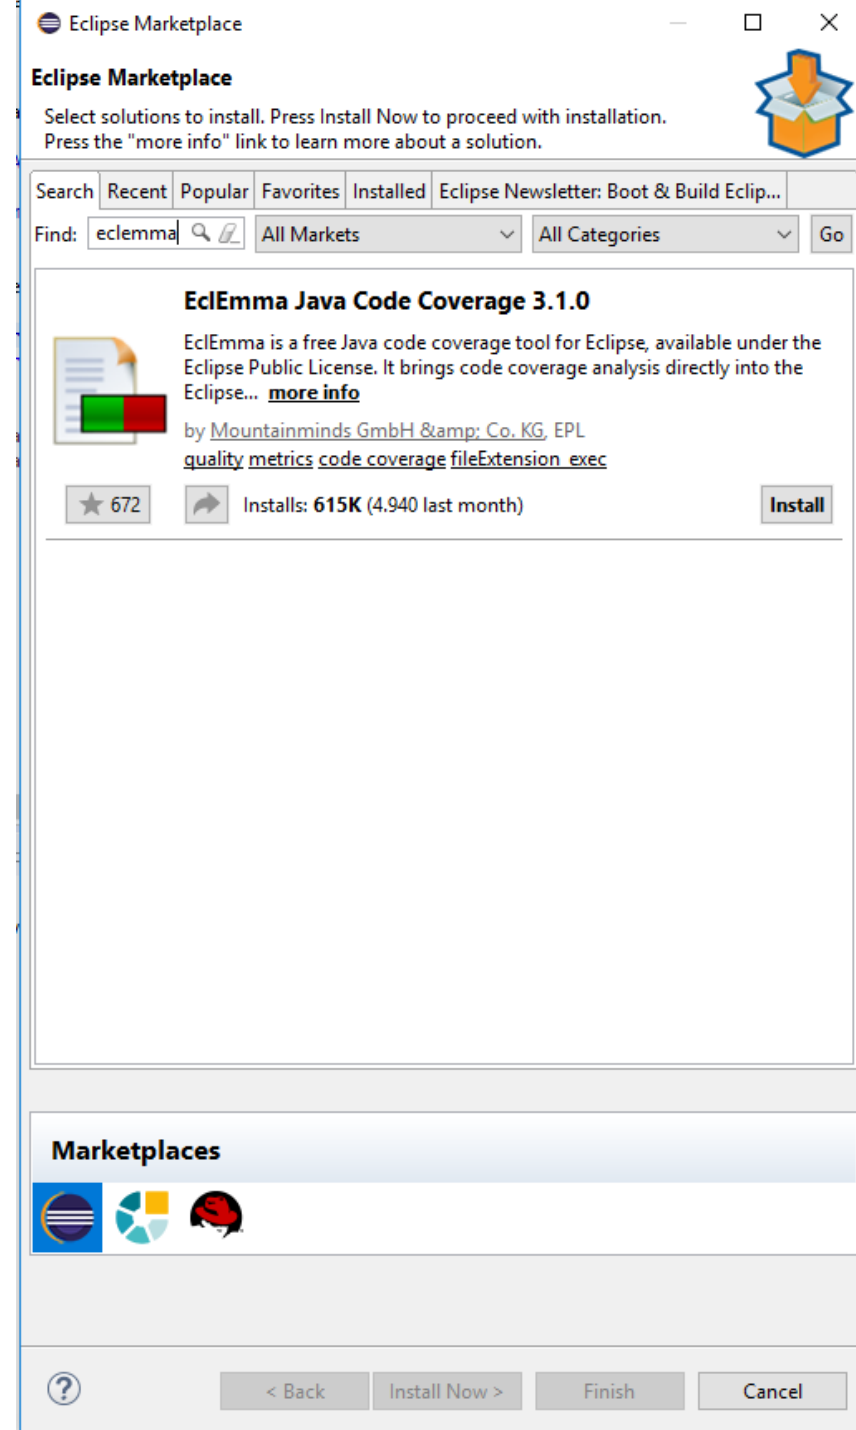 Eclipse Marketplace
Eclipse Marketplace
Select solutions to install. Press Install Now to proceed with installation.
Press the "more info" link to learn more about a solution.
Search Recent Popular Favorites Installed Eclipse Newsletter: Boot & Build Eclip...
Find: eclemma All Markets All Categories Go
EclEmma Java Code Coverage 3.1.0
EclEmma is a free Java code coverage tool for Eclipse, available under the
Eclipse Public License. It brings code coverage analysis directly into the
Eclipse... more info
by Mountainminds GmbH &amp; Co. KG, EPL
quality metrics code coverage fileExtension_exec
672 Installs: 615K (4.940 last month) Install
Marketplaces
? < Back Install Now > Finish Cancel